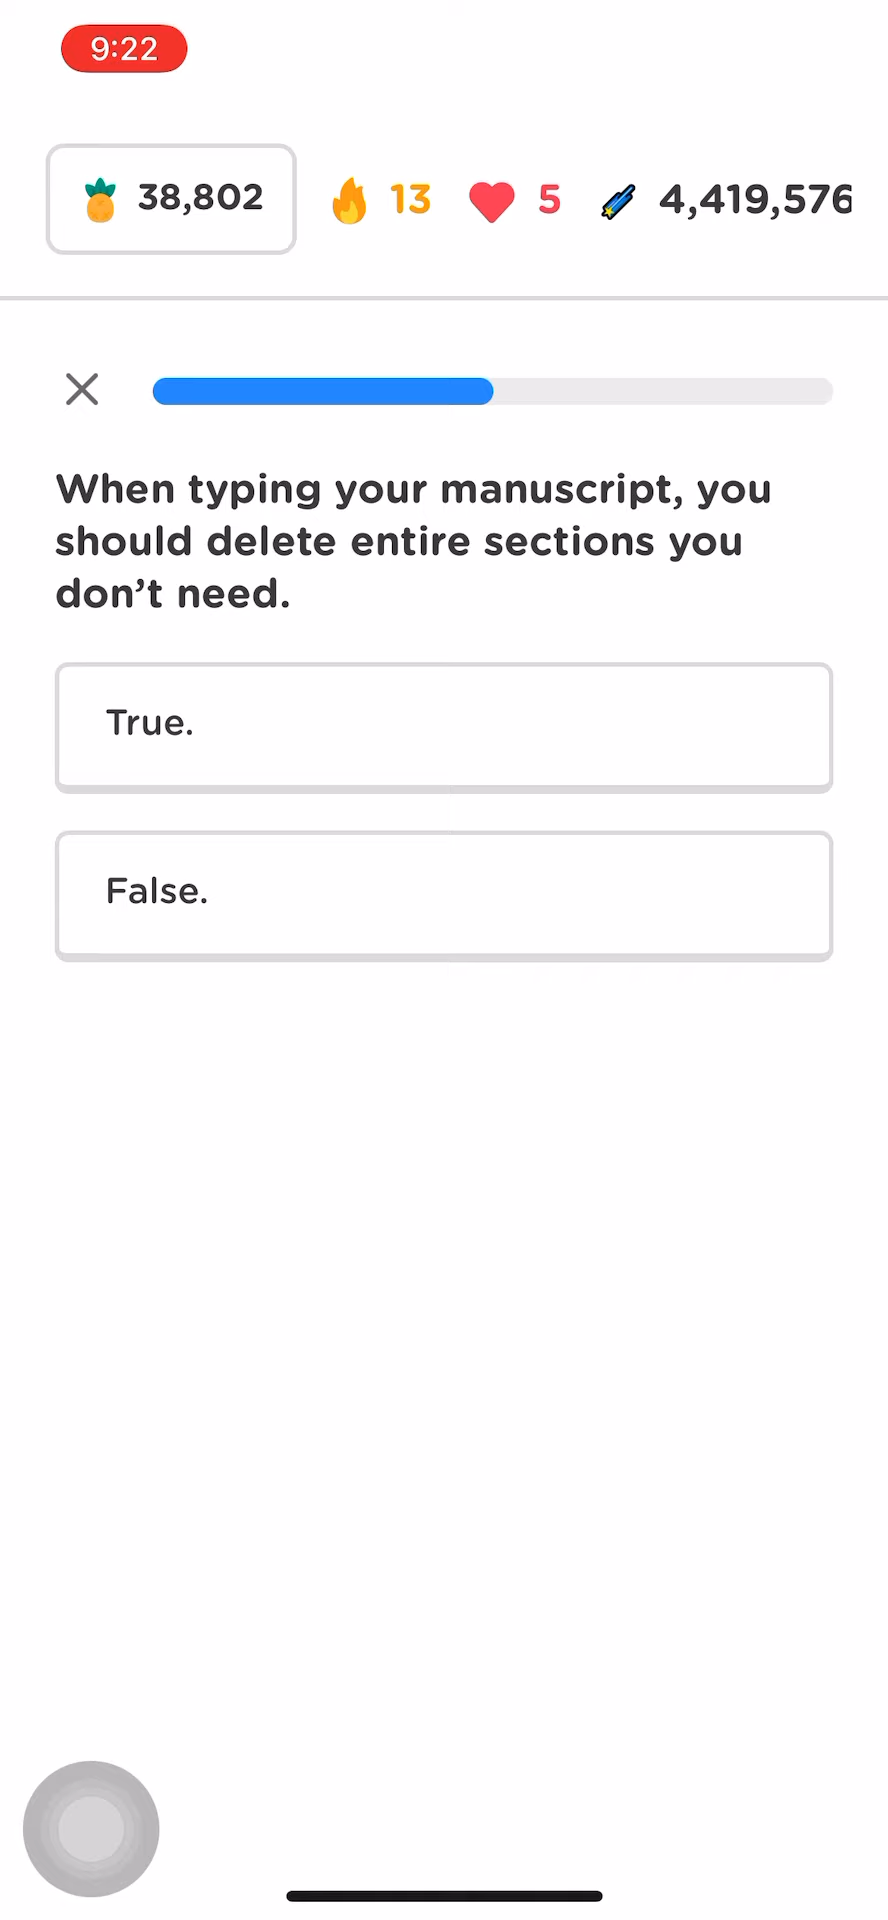 9:22
38,802 13 5 4,419,576
When typing your manuscript, you
should delete entire sections you
don’t need.
True.
False.